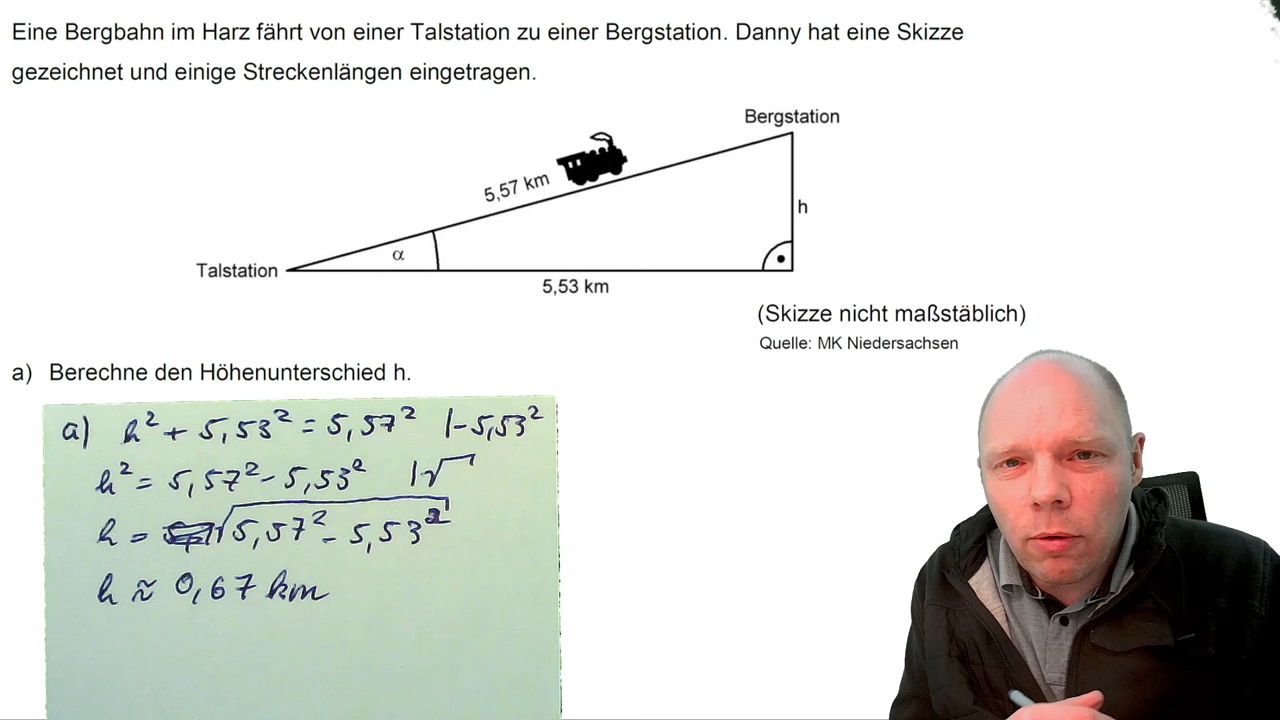 Eine Bergbahn im Harz fährt von einer Talstation zu einer Bergstation. Danny hat eine Skizze
gezeichnet und einige Streckenlängen eingetragen.
Bergstation
5,57 km
h
α
Talstation
5,53 km
(Skizze nicht maßstäblich)
Quelle: MK Niedersachsen
a) Berechne den Höhenunterschied h.
a) h² + 5,53² = 5,57² |-5,53²
h² = 5,57² - 5,53² |√
h = √5,57² - 5,53²
h ≈ 0,67 km